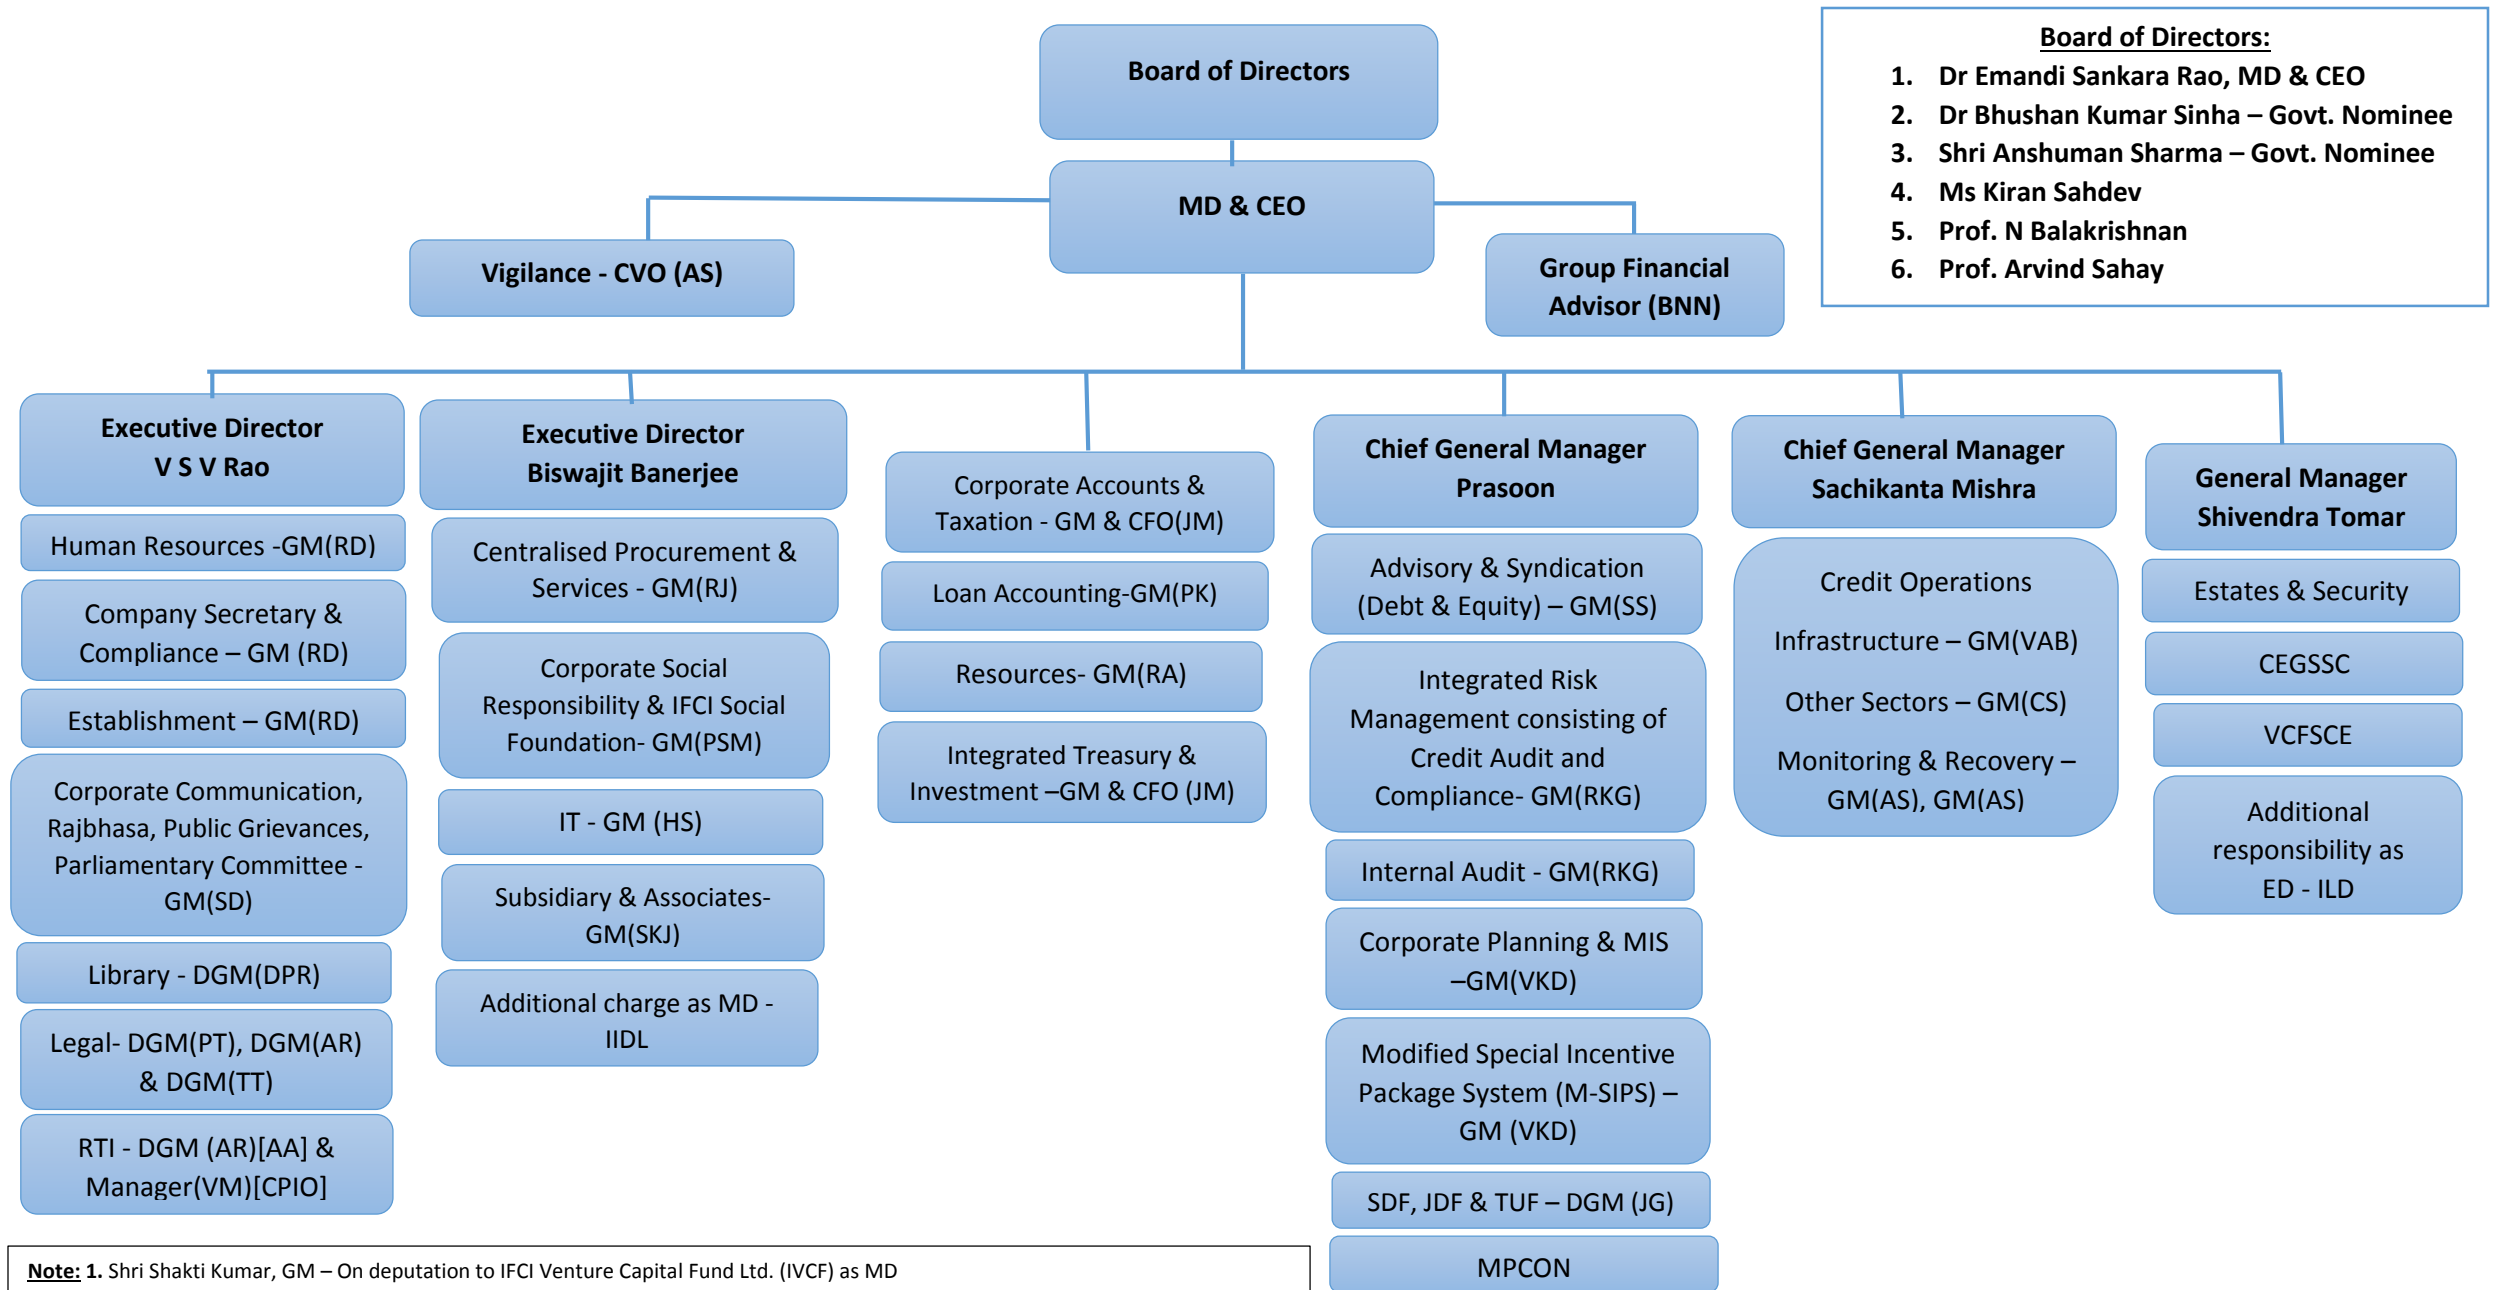 Board of Directors
Board of Directors:
1. Dr Emandi Sankara Rao, MD & CEO
2. Dr Bhushan Kumar Sinha – Govt. Nominee
3. Shri Anshuman Sharma – Govt. Nominee
4. Ms Kiran Sahdev
5. Prof. N Balakrishnan
6. Prof. Arvind Sahay
MD & CEO
Vigilance - CVO (AS)
Group Financial
Advisor (BNN)
Executive Director
V S V Rao
Human Resources -GM(RD)
Company Secretary &
Compliance – GM (RD)
Establishment – GM(RD)
Corporate Communication,
Rajbhasa, Public Grievances,
Parliamentary Committee -
GM(SD)
Library - DGM(DPR)
Legal- DGM(PT), DGM(AR)
& DGM(TT)
RTI - DGM (AR)[AA] &
Manager(VM)[CPIO]
Executive Director
Biswajit Banerjee
Centralised Procurement &
Services - GM(RJ)
Corporate Social
Responsibility & IFCI Social
Foundation- GM(PSM)
IT - GM (HS)
Subsidiary & Associates-
GM(SKJ)
Additional charge as MD -
IIDL
Corporate Accounts &
Taxation - GM & CFO(JM)
Loan Accounting-GM(PK)
Resources- GM(RA)
Integrated Treasury &
Investment –GM & CFO (JM)
Chief General Manager
Prasoon
Advisory & Syndication
(Debt & Equity) – GM(SS)
Integrated Risk
Management consisting of
Credit Audit and
Compliance- GM(RKG)
Internal Audit - GM(RKG)
Corporate Planning & MIS
–GM(VKD)
Modified Special Incentive
Package System (M-SIPS) –
GM (VKD)
SDF, JDF & TUF – DGM (JG)
MPCON
Chief General Manager
Sachikanta Mishra
Credit Operations
Infrastructure – GM(VAB)
Other Sectors – GM(CS)
Monitoring & Recovery –
GM(AS), GM(AS)
General Manager
Shivendra Tomar
Estates & Security
CEGSSC
VCFSCE
Additional
responsibility as
ED - ILD
Note: 1. Shri Shakti Kumar, GM – On deputation to IFCI Venture Capital Fund Ltd. (IVCF) as MD